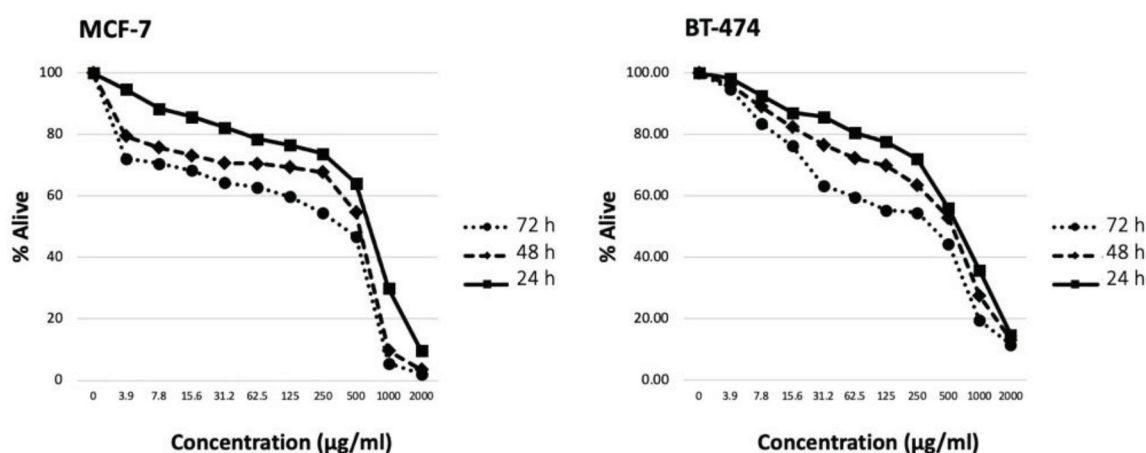 MCF-7
100
80
60
40
20
0
% Alive
0 3.9 7.8 15.6 31.2 62.5 125 250 500 1000 2000
Concentration (µg/ml)
72 h
48 h
24 h
BT-474
100.00
80.00
60.00
40.00
20.00
0.00
% Alive
0 3.9 7.8 15.6 31.2 62.5 125 250 500 1000 2000
Concentration (µg/ml)
72 h
48 h
24 h